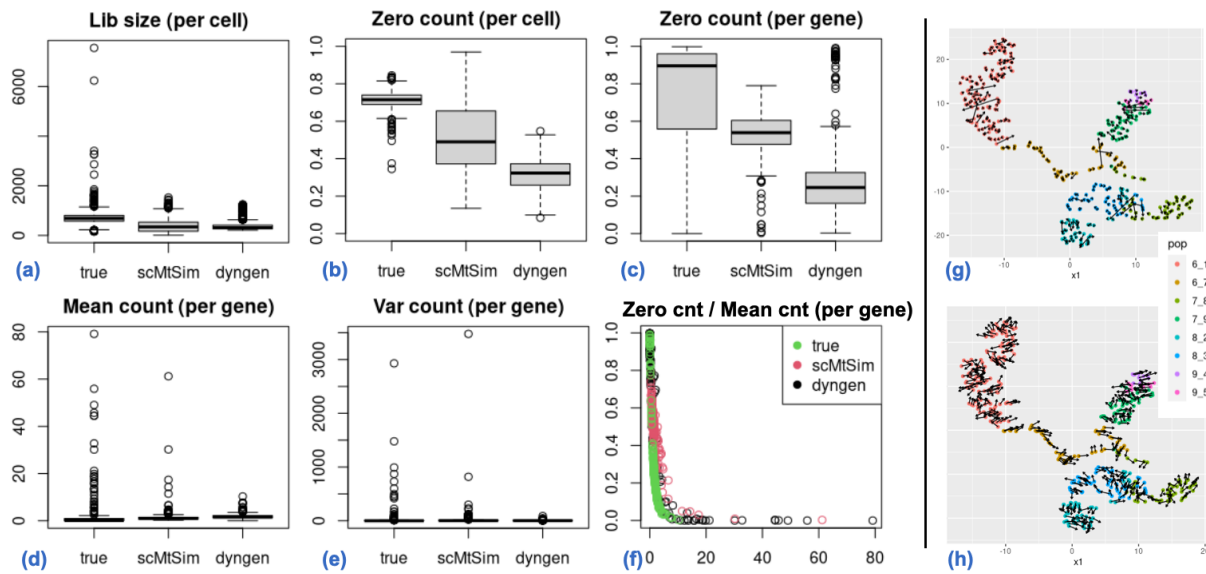 Lib size (per cell)
6000
2000
0
true scMtSim dyngen
(a)
Zero count (per cell)
1.0
0.8
0.6
0.4
0.2
0.0
true scMtSim dyngen
(b)
Zero count (per gene)
1.0
0.8
0.6
0.4
0.2
0.0
true scMtSim dyngen
(c)
20
10
0
-10
-20
-10 0 10
x1
(g)
Mean count (per gene)
80
60
40
20
0
true scMtSim dyngen
(d)
Var count (per gene)
3000
1000
0
true scMtSim dyngen
(e)
Zero cnt / Mean cnt (per gene)
true
scMtSim
dyngen
1.0
0.8
0.6
0.4
0.2
0.0
0 20 40 60 80
(f)
pop
6_1
6_7
7_8
7_9
8_2
8_3
9_4
9_5
-10 0 10 20
x1
(h)